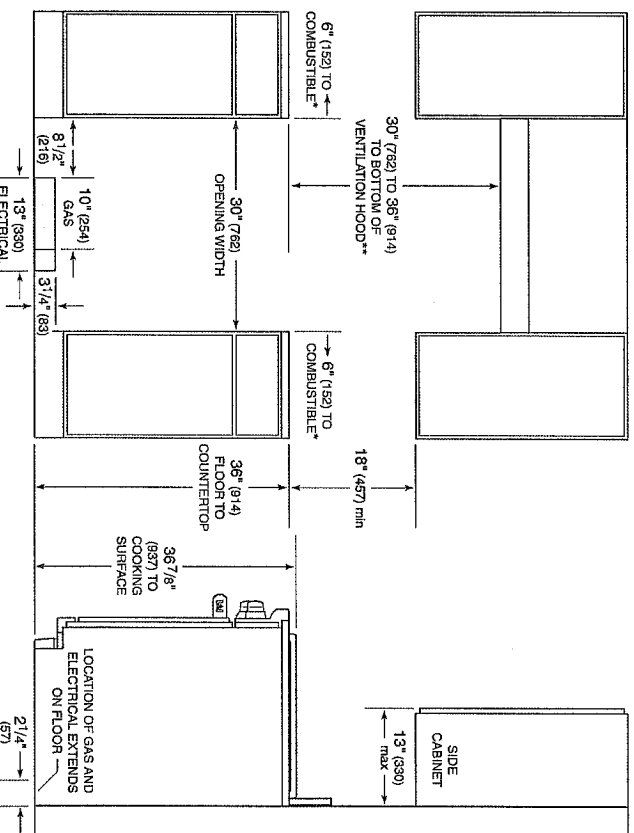 6" (152) TO
COMBUSTIBLE*
30" (762) TO 36" (914)
TO BOTTOM OF
VENTILATION HOOD**
30" (762)
OPENING WIDTH
8 1/2"
(216)
10" (254)
GAS
13" (330)
ELECTRICAL
3 1/4" (83)
6" (152) TO
COMBUSTIBLE*
18" (457) min
36" (914)
FLOOR TO
COUNTERTOP
36 7/8"
(937) TO
COOKING
SURFACE
LOCATION OF GAS AND
ELECTRICAL EXTENDS
ON FLOOR
SIDE
CABINET
13" (330)
max
2 1/4"
(57)